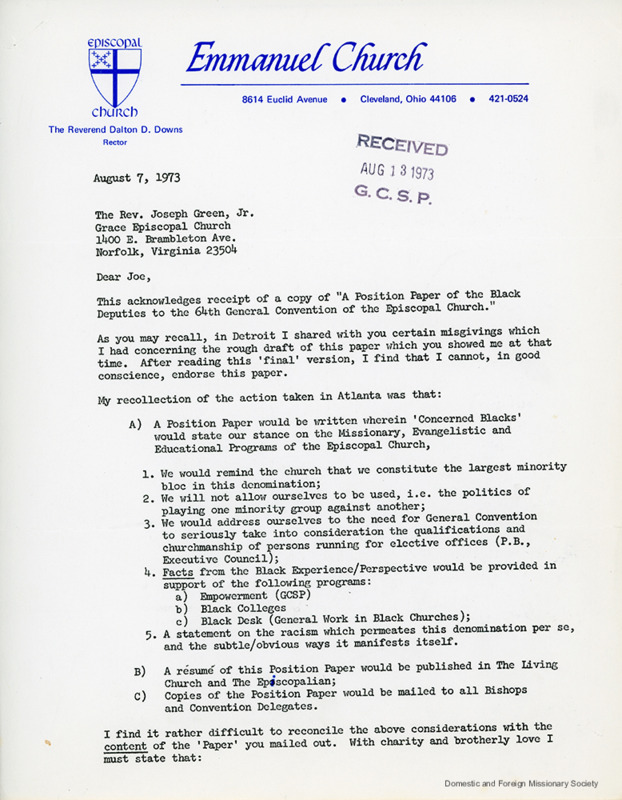 EPISCOPAL
CHURCH
Emmanuel Church
8614 Euclid Avenue • Cleveland, Ohio 44106 • 421-0524
The Reverend Dalton D. Downs
Rector
RECEIVED
AUG 13 1973
G. C. S. P.
August 7, 1973
The Rev. Joseph Green, Jr.
Grace Episcopal Church
1400 E. Brambleton Ave.
Norfolk, Virginia 23504
Dear Joe,
This acknowledges receipt of a copy of "A Position Paper of the Black
Deputies to the 64th General Convention of the Episcopal Church."
As you may recall, in Detroit I shared with you certain misgivings which
I had concerning the rough draft of this paper which you showed me at that
time. After reading this 'final' version, I find that I cannot, in good
conscience, endorse this paper.
My recollection of the action taken in Atlanta was that:
A) A Position Paper would be written wherein 'Concerned Blacks'
would state our stance on the Missionary, Evangelistic and
Educational Programs of the Episcopal Church,
1. We would remind the church that we constitute the largest minority
bloc in this denomination;
2. We will not allow ourselves to be used, i.e. the politics of
playing one minority group against another;
3. We would address ourselves to the need for General Convention
to seriously take into consideration the qualifications and
churchmanship of persons running for elective offices (P.B.,
Executive Council);
4. Facts from the Black Experience/Perspective would be provided in
support of the following programs:
a) Empowerment (GCSP)
b) Black Colleges
c) Black Desk (General Work in Black Churches);
5. A statement on the racism which permeates this denomination per se,
and the subtle/obvious ways it manifests itself.
B) A résumé of this Position Paper would be published in The Living
Church and The Episcopalian;
C) Copies of the Position Paper would be mailed to all Bishops
and Convention Delegates.
I find it rather difficult to reconcile the above considerations with the
content of the 'Paper' you mailed out. With charity and brotherly love I
must state that:
Domestic and Foreign Missionary Society